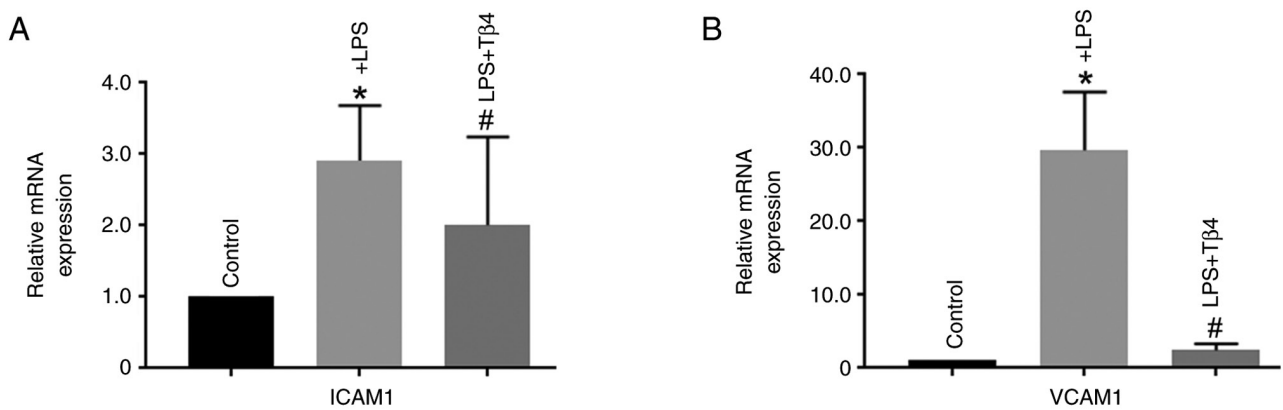 A
Relative mRNA
expression
4.0
3.0
2.0
1.0
0
Control
* +LPS
# LPS+Tβ4
ICAM1
B
Relative mRNA
expression
40.0
30.0
20.0
10.0
0
Control
* +LPS
# LPS+Tβ4
VCAM1